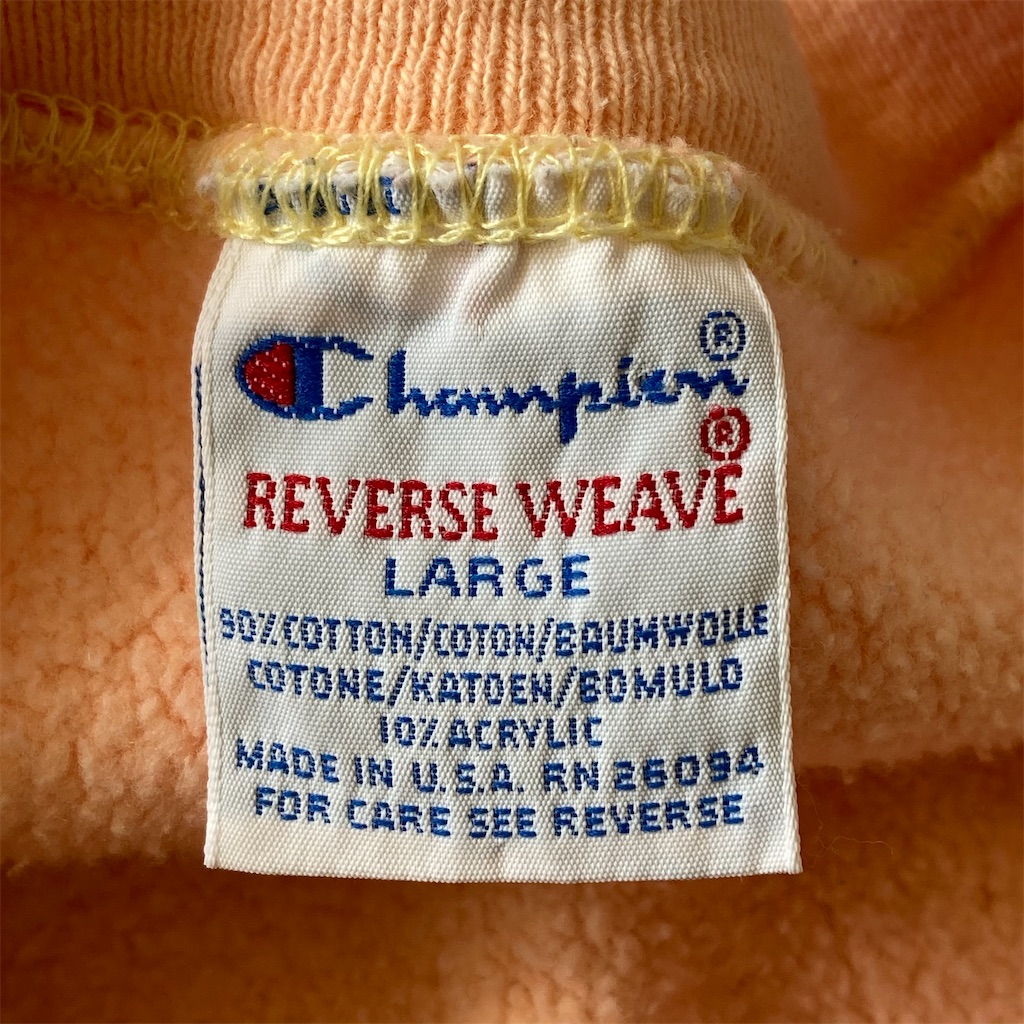 Champion ®
®
REVERSE WEAVE
LARGE
90% COTTON/COTON/BAUMWOLLE
COTONE/KATOEN/BOMULD
10% ACRYLIC
MADE IN U.S.A. RN 26094
FOR CARE SEE REVERSE